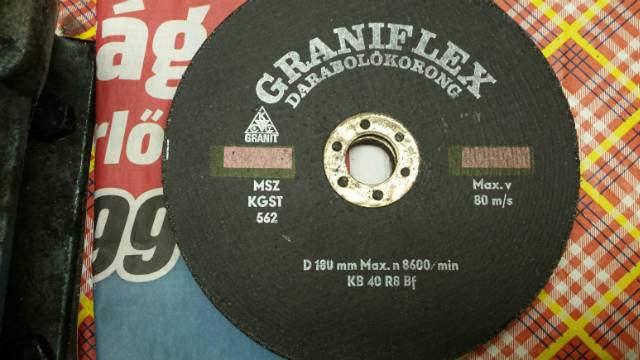 GRANIFLEX
DARABOLÓKORONG
GRANIT
MSZ
KGST
562
Max. v
80 m/s
D 180 mm Max. n 8600/min
KB 40 R8 Bf
ág
rlő
99